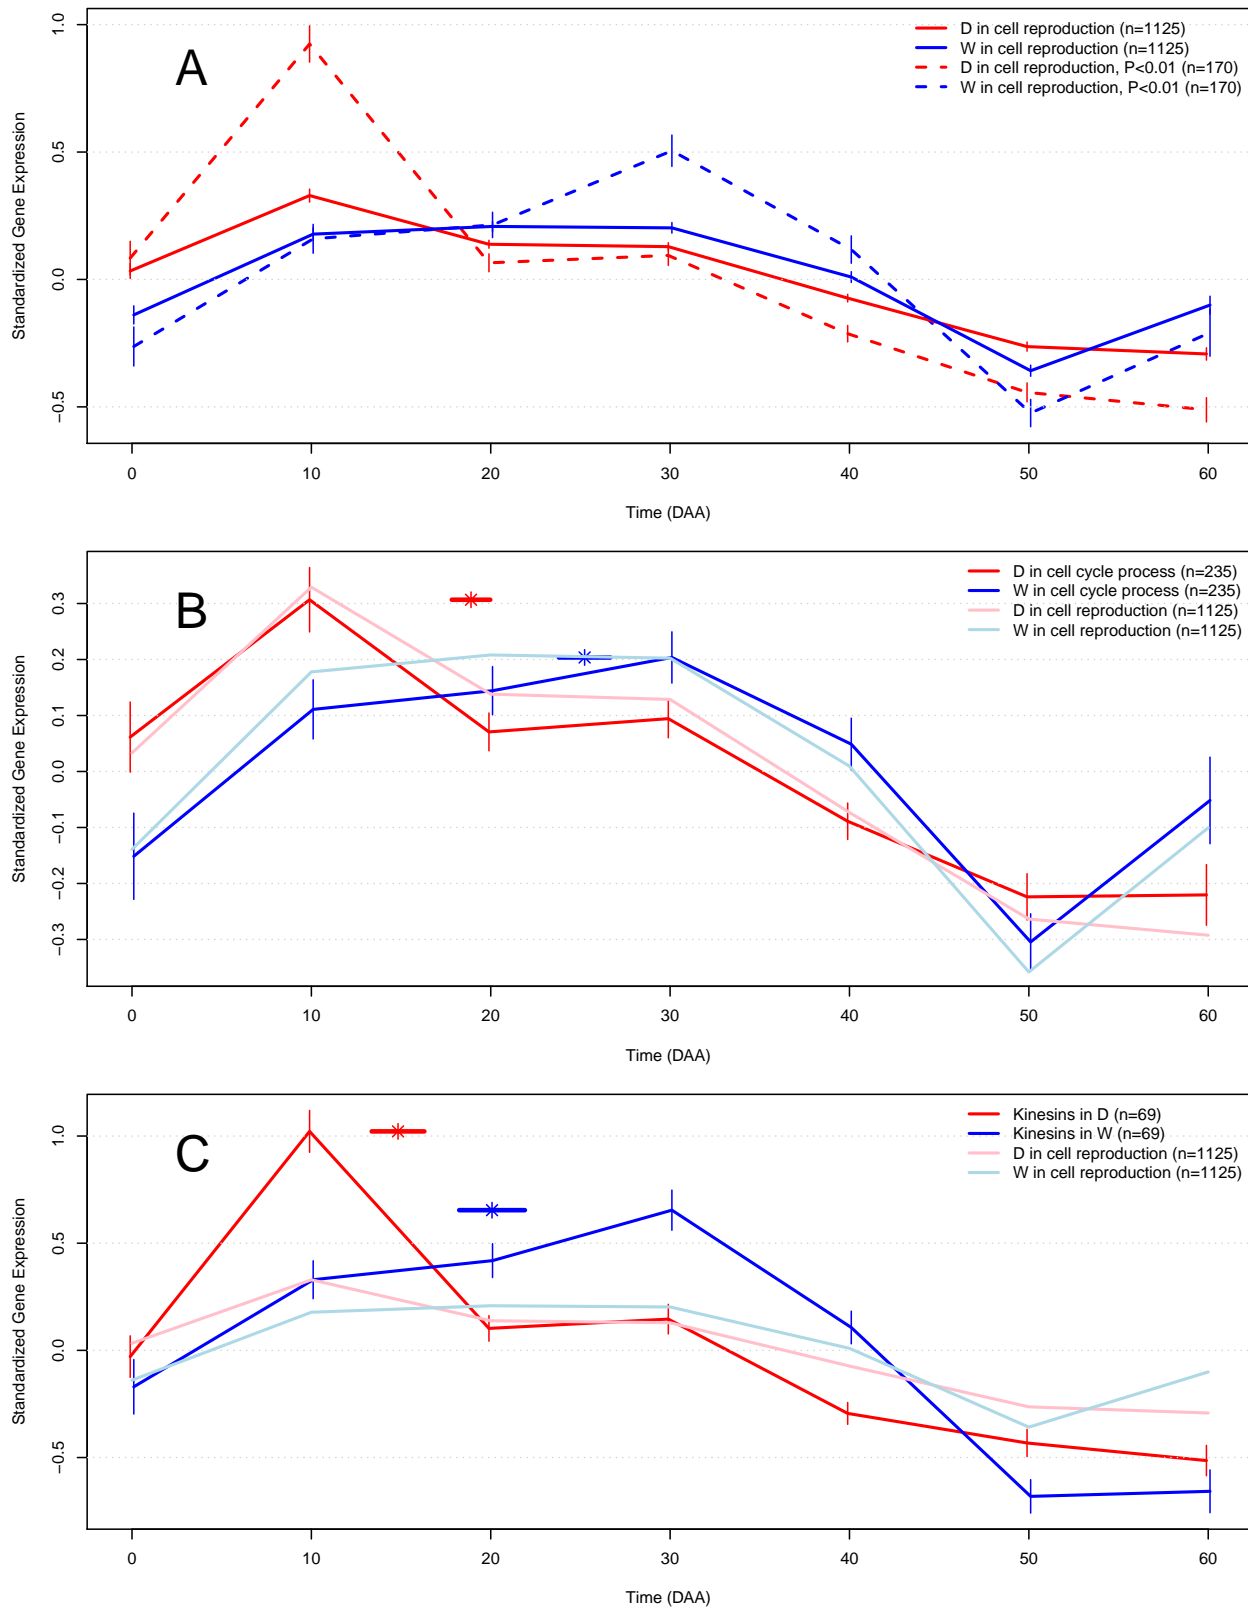 A
D in cell reproduction (n=1125)
W in cell reproduction (n=1125)
D in cell reproduction, P<0.01 (n=170)
W in cell reproduction, P<0.01 (n=170)
Standardized Gene Expression
1.0
0.5
0.0
−0.5
0 10 20 30 40 50 60
Time (DAA)
B
D in cell cycle process (n=235)
W in cell cycle process (n=235)
D in cell reproduction (n=1125)
W in cell reproduction (n=1125)
Standardized Gene Expression
0.3
0.2
0.1
0.0
−0.1
−0.2
−0.3
0 10 20 30 40 50 60
Time (DAA)
C
Kinesins in D (n=69)
Kinesins in W (n=69)
D in cell reproduction (n=1125)
W in cell reproduction (n=1125)
Standardized Gene Expression
1.0
0.5
0.0
−0.5
0 10 20 30 40 50 60
Time (DAA)